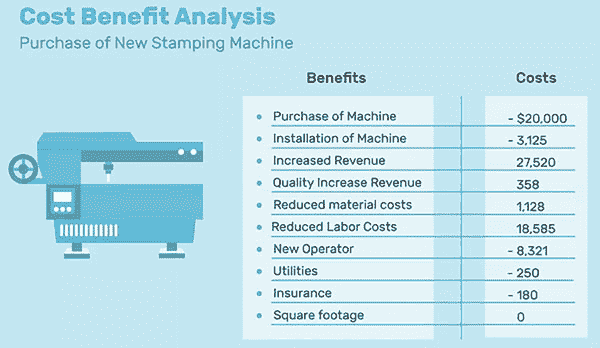 Cost Benefit Analysis
Purchase of New Stamping Machine
Benefits Costs
Purchase of Machine - $20,000
Installation of Machine - 3,125
Increased Revenue 27,520
Quality Increase Revenue 358
Reduced material costs 1,128
Reduced Labor Costs 18,585
New Operator - 8,321
Utilities - 250
Insurance - 180
Square footage 0